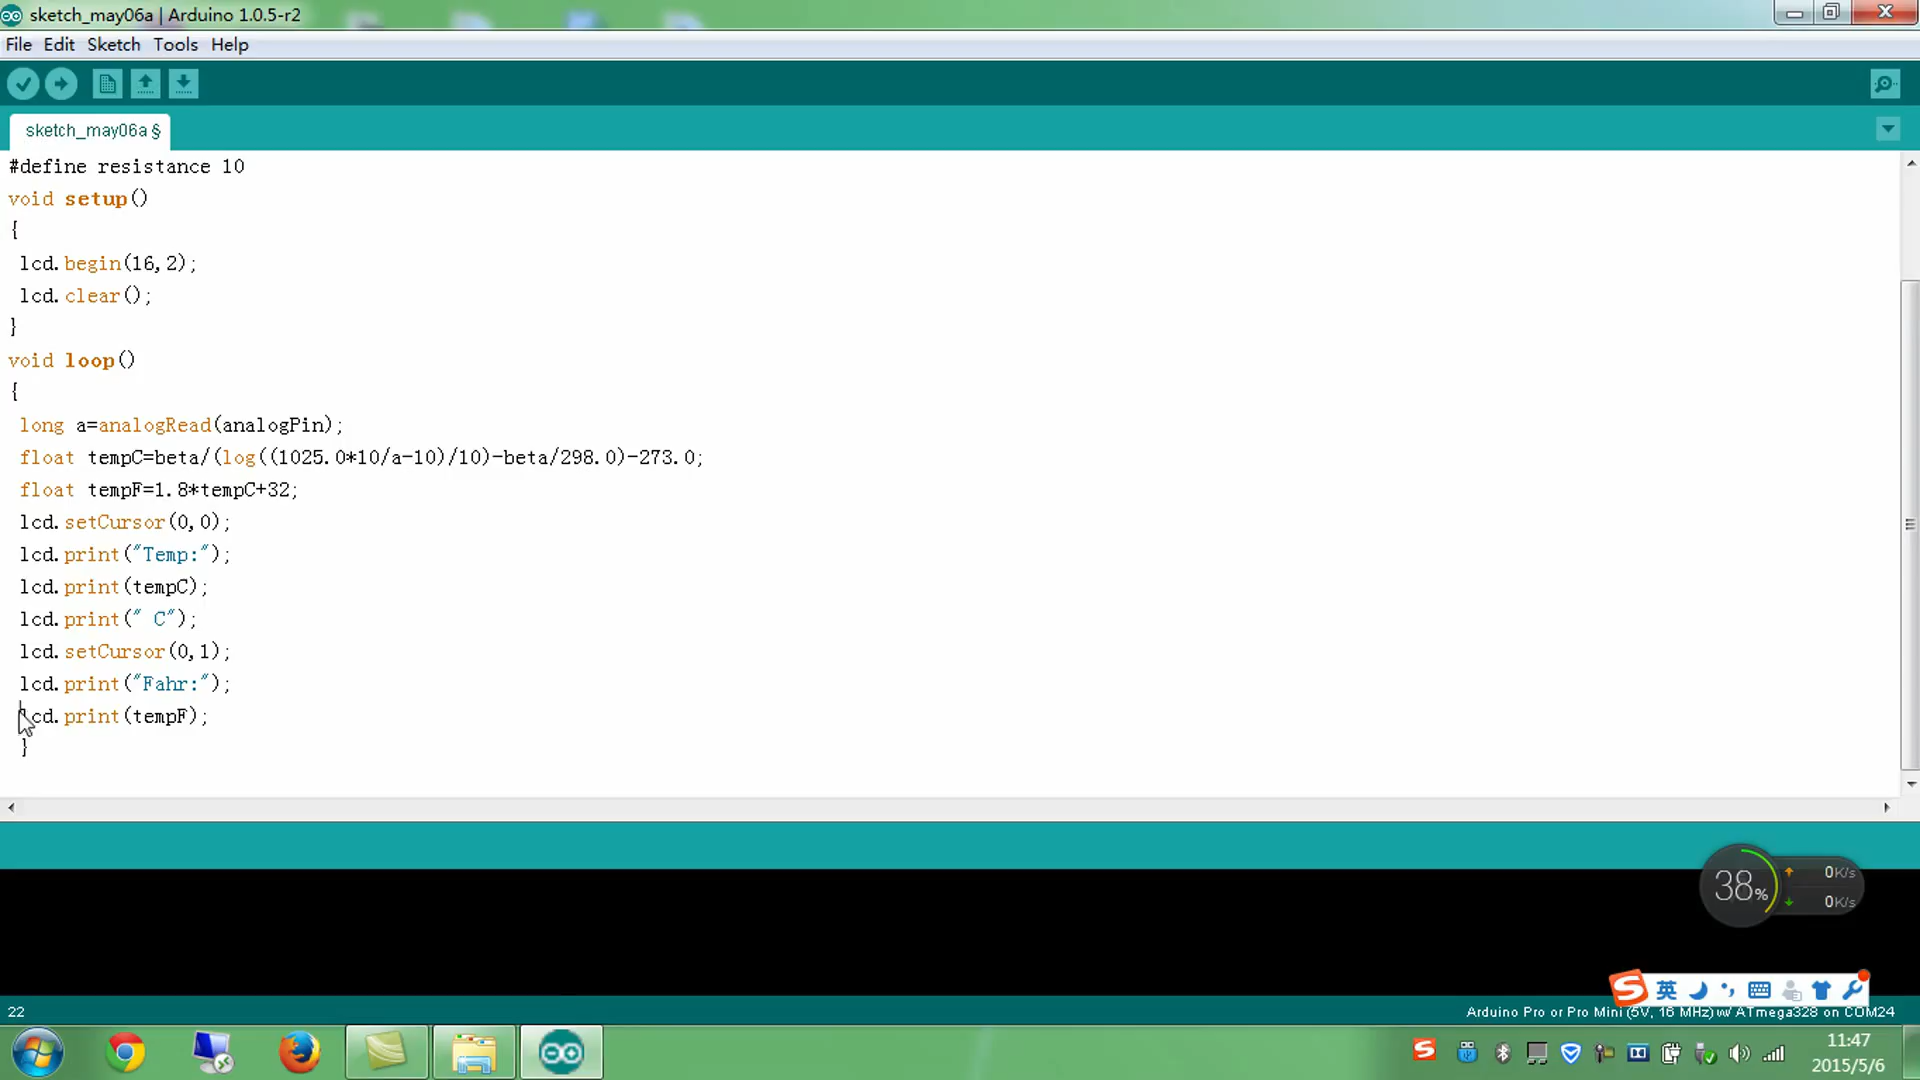 sketch_may06a | Arduino 1.0.5-r2
File Edit Sketch Tools Help
sketch_may06a §
#define resistance 10
void setup()
{
lcd.begin(16,2);
lcd.clear();
}
void loop()
{
long a=analogRead(analogPin);
float tempC=beta/(log((1025.0*10/a-10)/10)-beta/298.0)-273.0;
float tempF=1.8*tempC+32;
lcd.setCursor(0,0);
lcd.print("Temp:");
lcd.print(tempC);
lcd.print(" C");
lcd.setCursor(0,1);
lcd.print("Fahr:");
lcd.print(tempF);
}
38%
0K/s
0K/s
S 英
22
Arduino Pro or Pro Mini (5V, 16 MHz) w/ ATmega328 on COM24
11:47
2015/5/6